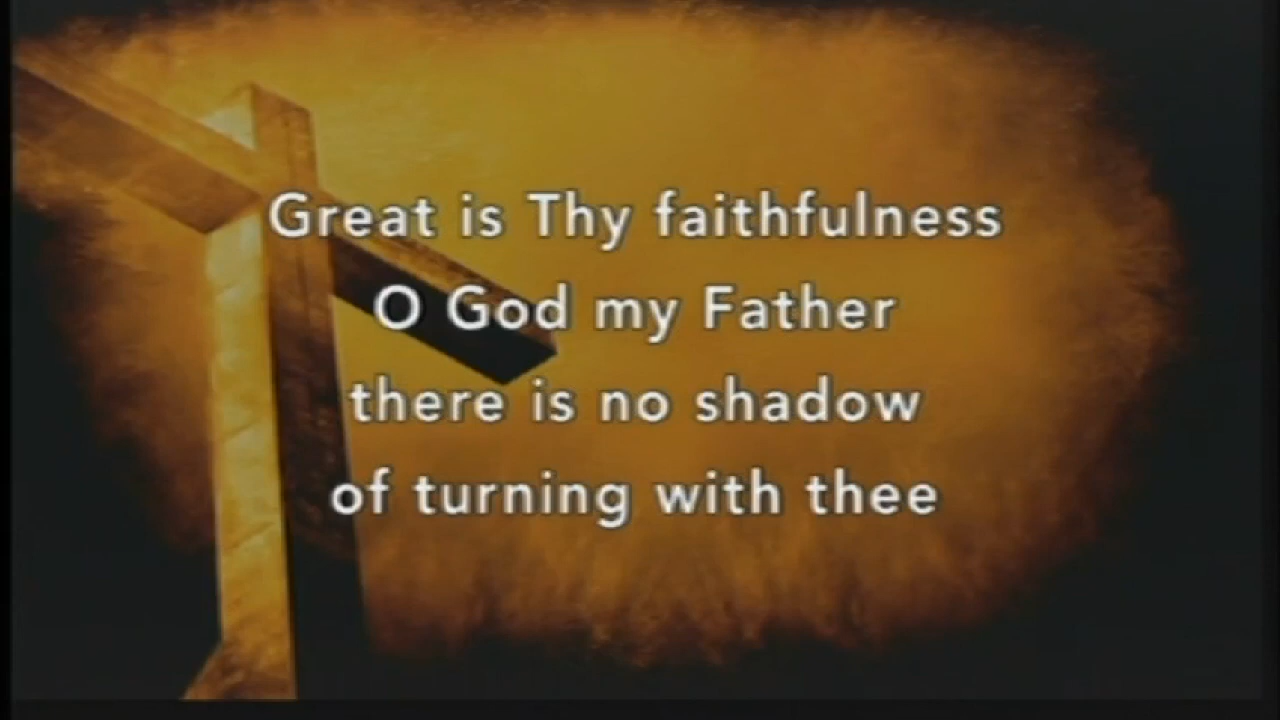 Great is Thy faithfulness
O God my Father
there is no shadow
of turning with thee